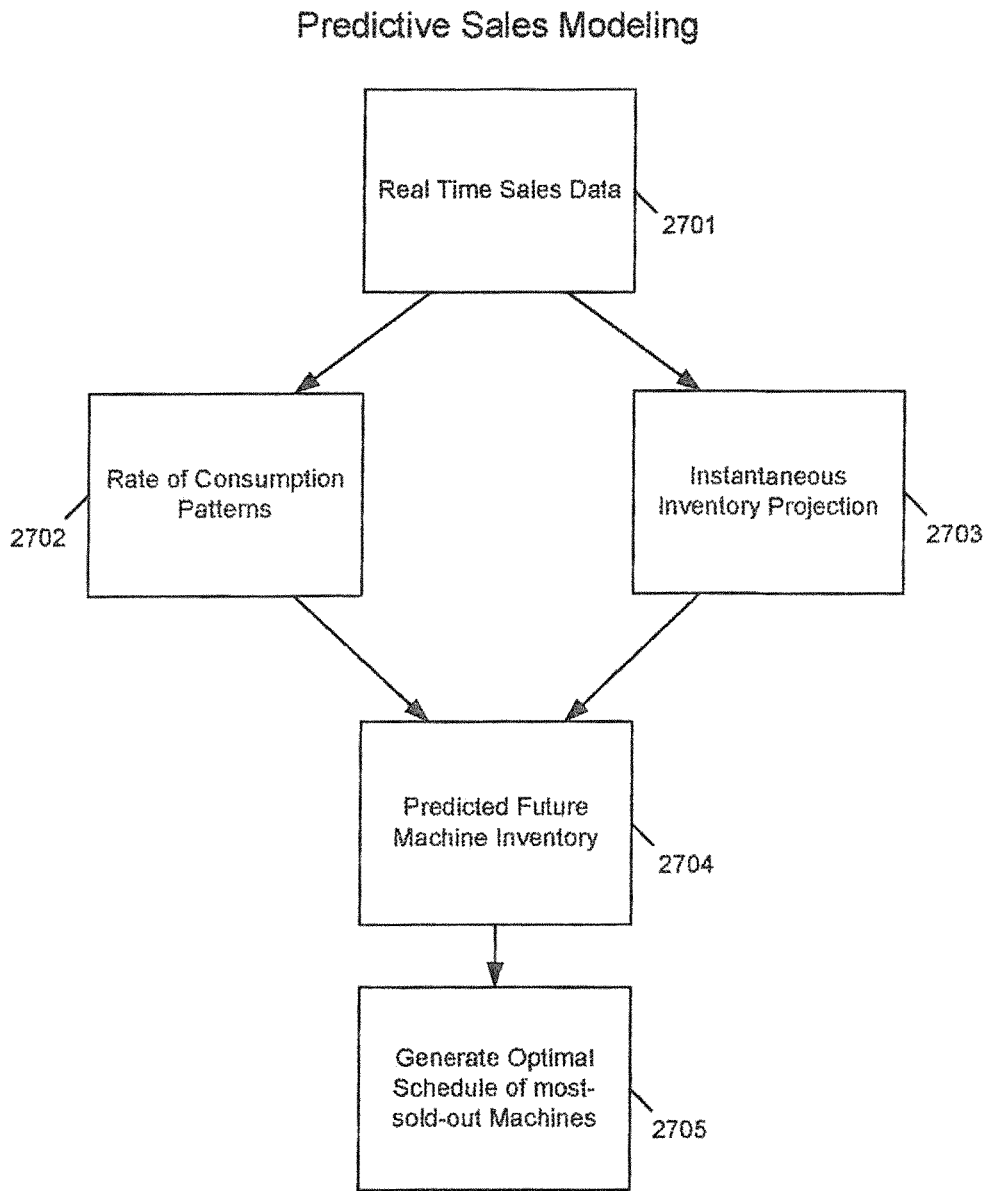 Predictive Sales Modeling
Real Time Sales Data
2701
Rate of Consumption
Patterns
2702
Instantaneous
Inventory Projection
2703
Predicted Future
Machine Inventory
2704
Generate Optimal
Schedule of most-
sold-out Machines
2705